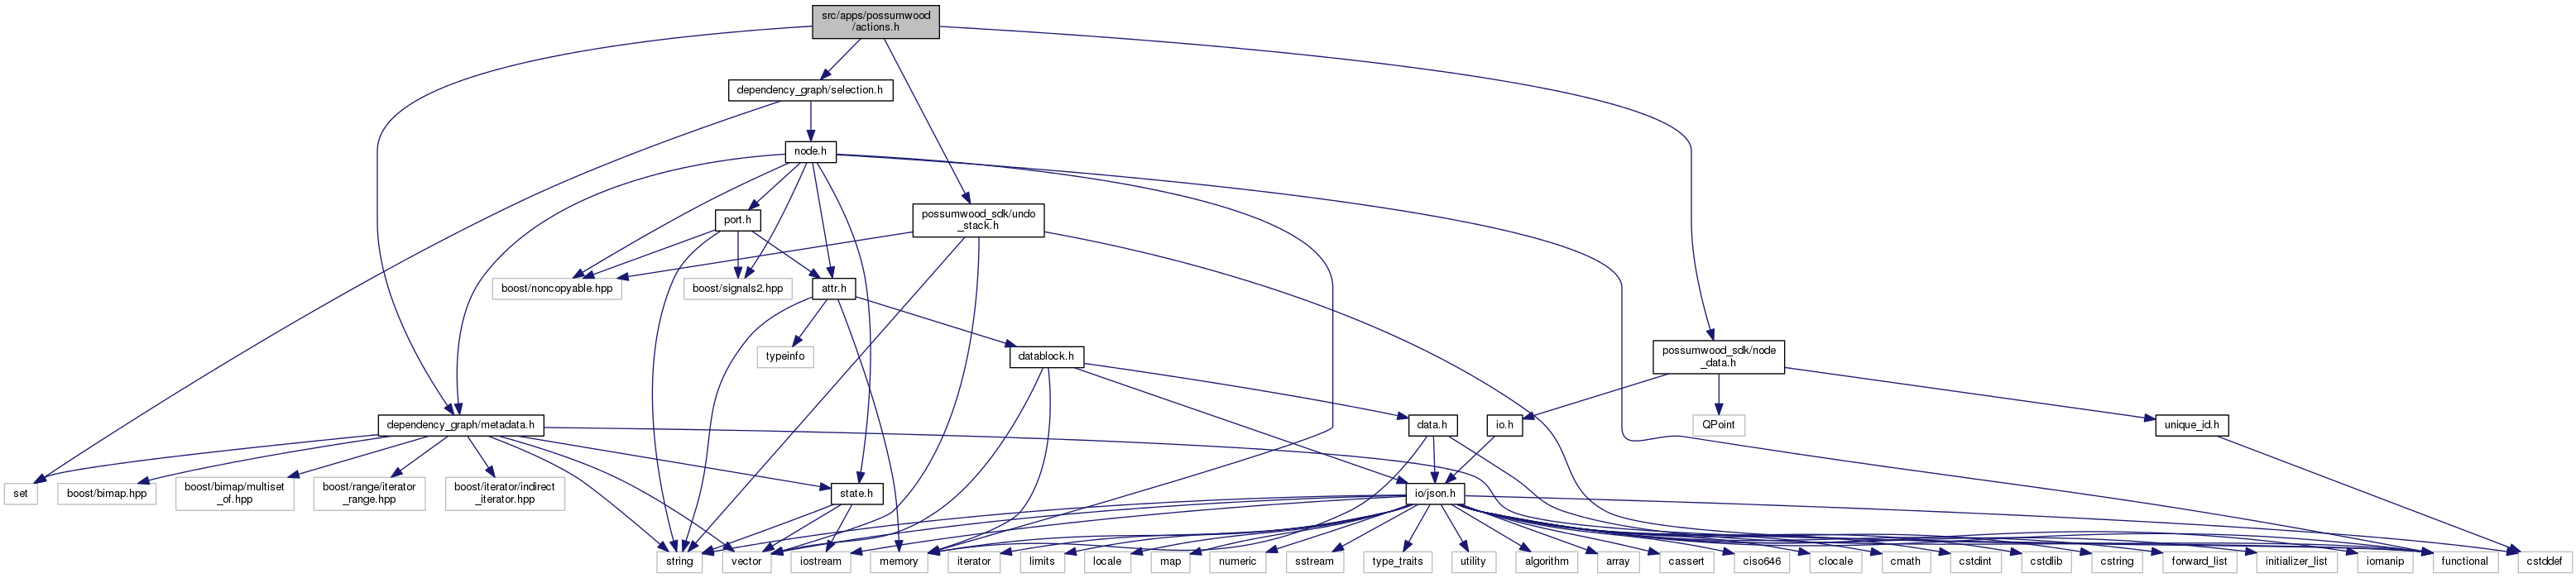 src/apps/possumwood
/actions.h
dependency_graph/selection.h
node.h
port.h
possumwood_sdk/undo
_stack.h
boost/noncopyable.hpp
boost/signals2.hpp
attr.h
typeinfo
datablock.h
possumwood_sdk/node
_data.h
dependency_graph/metadata.h
data.h
io.h
QPoint
unique_id.h
set
boost/bimap.hpp
boost/bimap/multiset
_of.hpp
boost/range/iterator
_range.hpp
boost/iterator/indirect
_iterator.hpp
state.h
io/json.h
string
vector
iostream
memory
iterator
limits
locale
map
numeric
sstream
type_traits
utility
algorithm
array
cassert
ciso646
clocale
cmath
cstdint
cstdlib
cstring
forward_list
initializer_list
iomanip
functional
cstddef